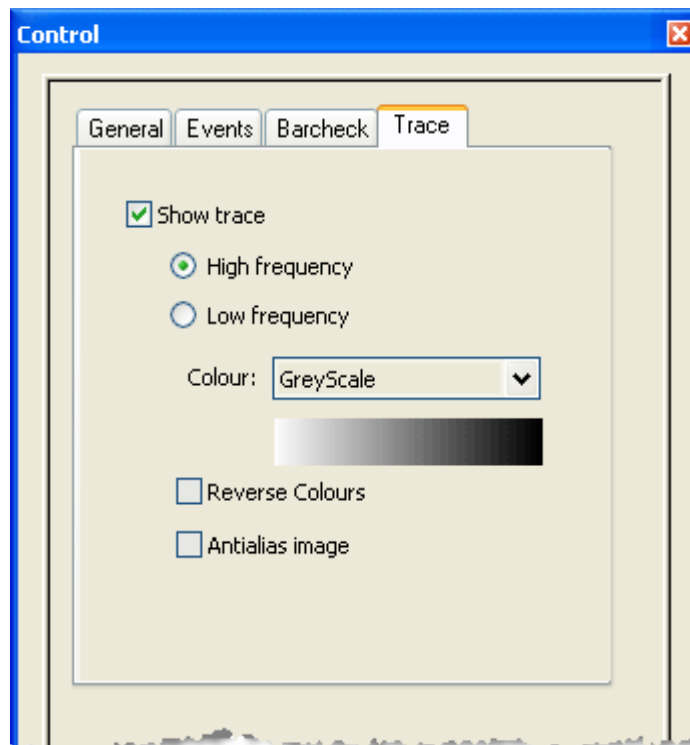 Control
General Events Barcheck Trace
Show trace
High frequency
Low frequency
Colour: GreyScale
Reverse Colours
Antialias image